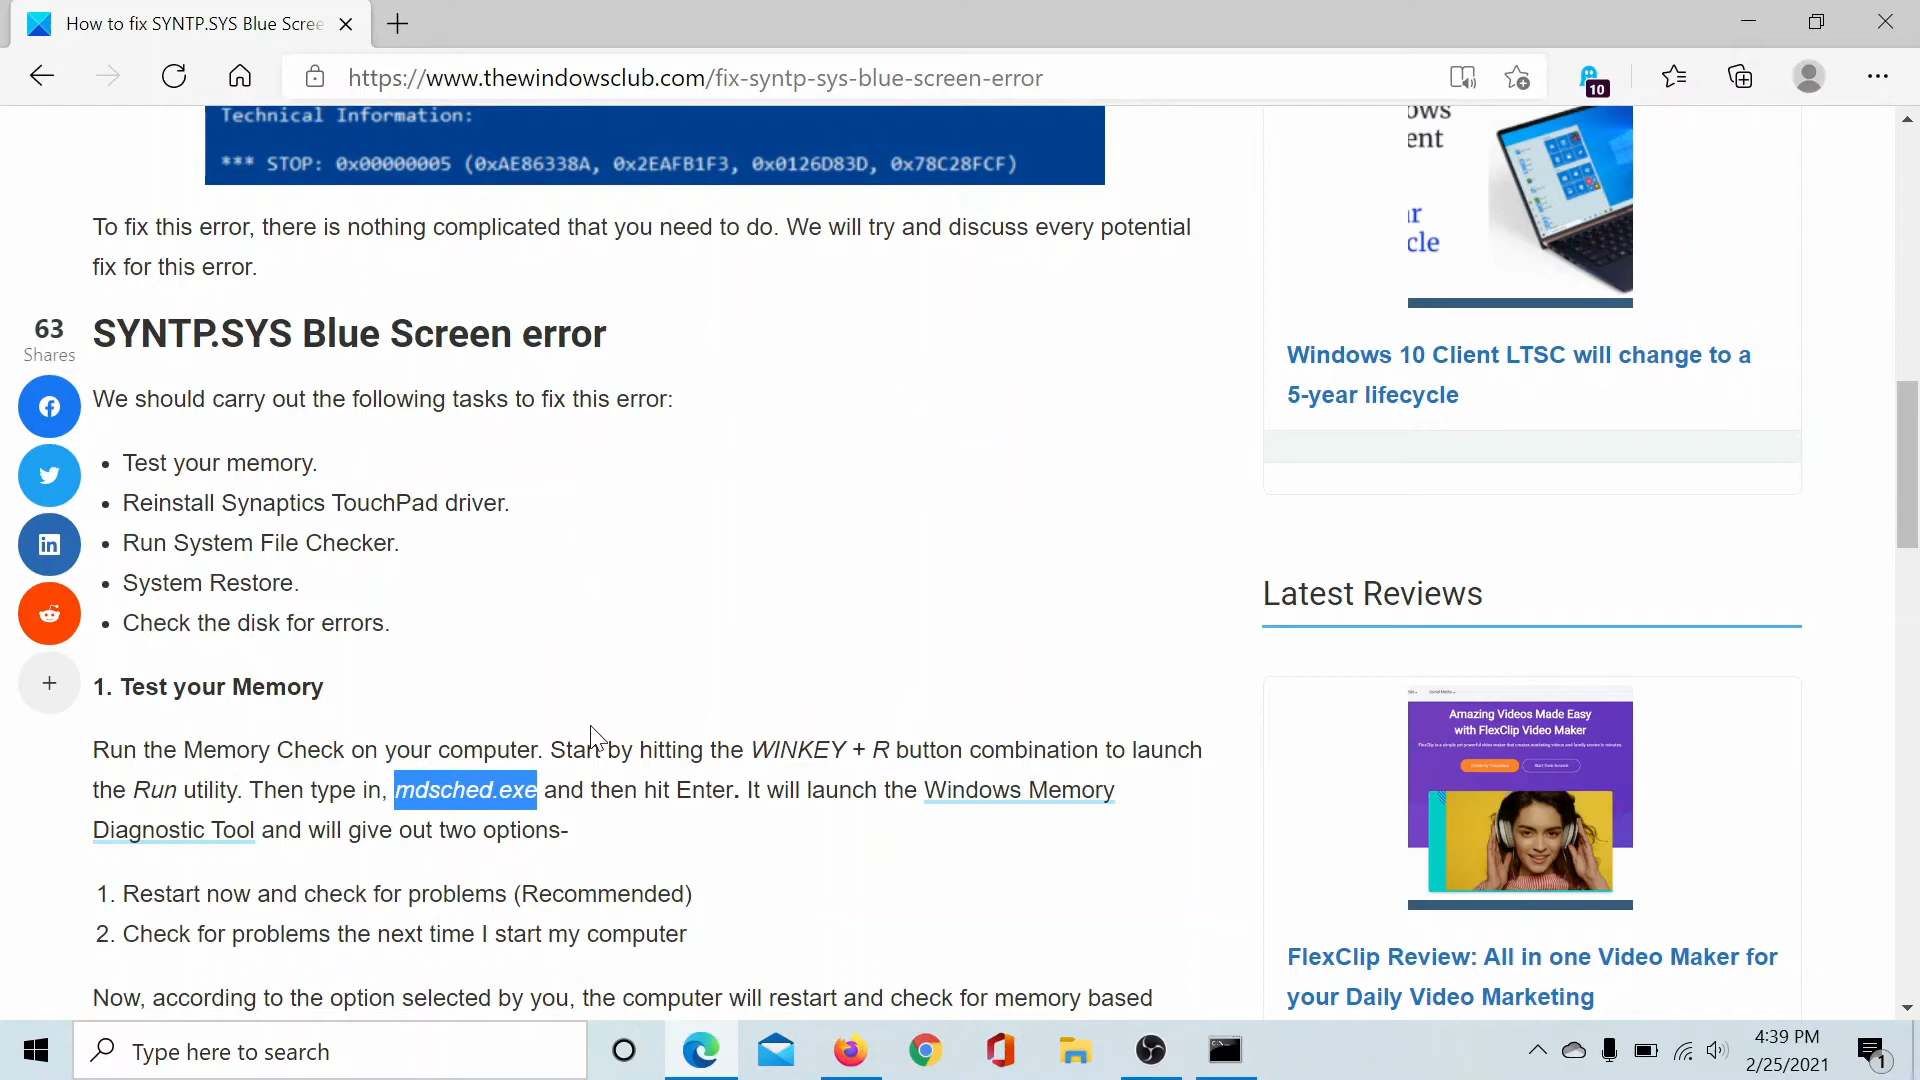 How to fix SYNTP.SYS Blue Scree
https://www.thewindowsclub.com/fix-syntp-sys-blue-screen-error
10
Technical Information:
*** STOP: 0x00000005 (0xAE86338A, 0x2EAFB1F3, 0x0126D83D, 0x78C28FCF)
To fix this error, there is nothing complicated that you need to do. We will try and discuss every potential
fix for this error.
63
Shares
SYNTP.SYS Blue Screen error
We should carry out the following tasks to fix this error:
• Test your memory.
• Reinstall Synaptics TouchPad driver.
• Run System File Checker.
• System Restore.
• Check the disk for errors.
1. Test your Memory
Run the Memory Check on your computer. Start by hitting the WINKEY + R button combination to launch
the Run utility. Then type in, mdsched.exe and then hit Enter. It will launch the Windows Memory
Diagnostic Tool and will give out two options-
1. Restart now and check for problems (Recommended)
2. Check for problems the next time I start my computer
Now, according to the option selected by you, the computer will restart and check for memory based
ows
ent
ır
cle
Windows 10 Client LTSC will change to a
5-year lifecycle
Latest Reviews
Amazing Videos Made Easy
with FlexClip Video Maker
FlexClip Review: All in one Video Maker for
your Daily Video Marketing
Type here to search
4:39 PM
2/25/2021
1